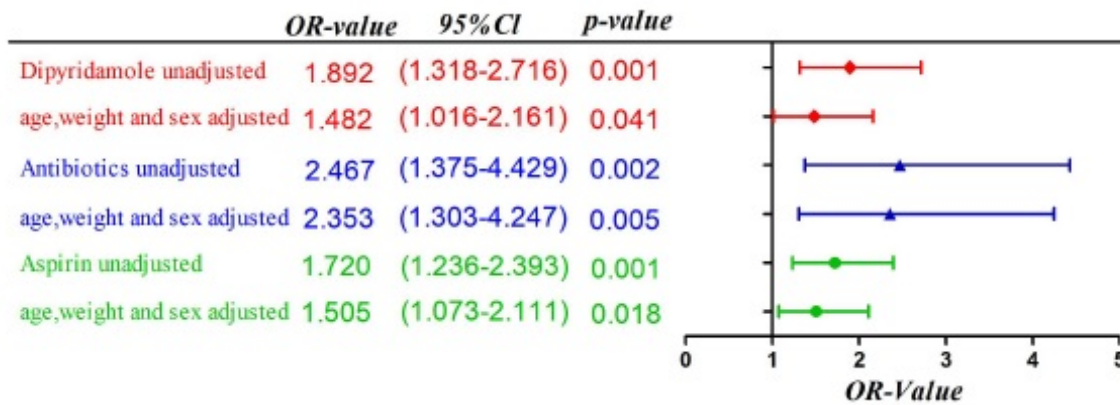 OR-value 95%Cl p-value
Dipyridamole unadjusted 1.892 (1.318-2.716) 0.001
age,weight and sex adjusted 1.482 (1.016-2.161) 0.041
Antibiotics unadjusted 2.467 (1.375-4.429) 0.002
age,weight and sex adjusted 2.353 (1.303-4.247) 0.005
Aspirin unadjusted 1.720 (1.236-2.393) 0.001
age,weight and sex adjusted 1.505 (1.073-2.111) 0.018
0 1 2 3 4 5
OR-Value